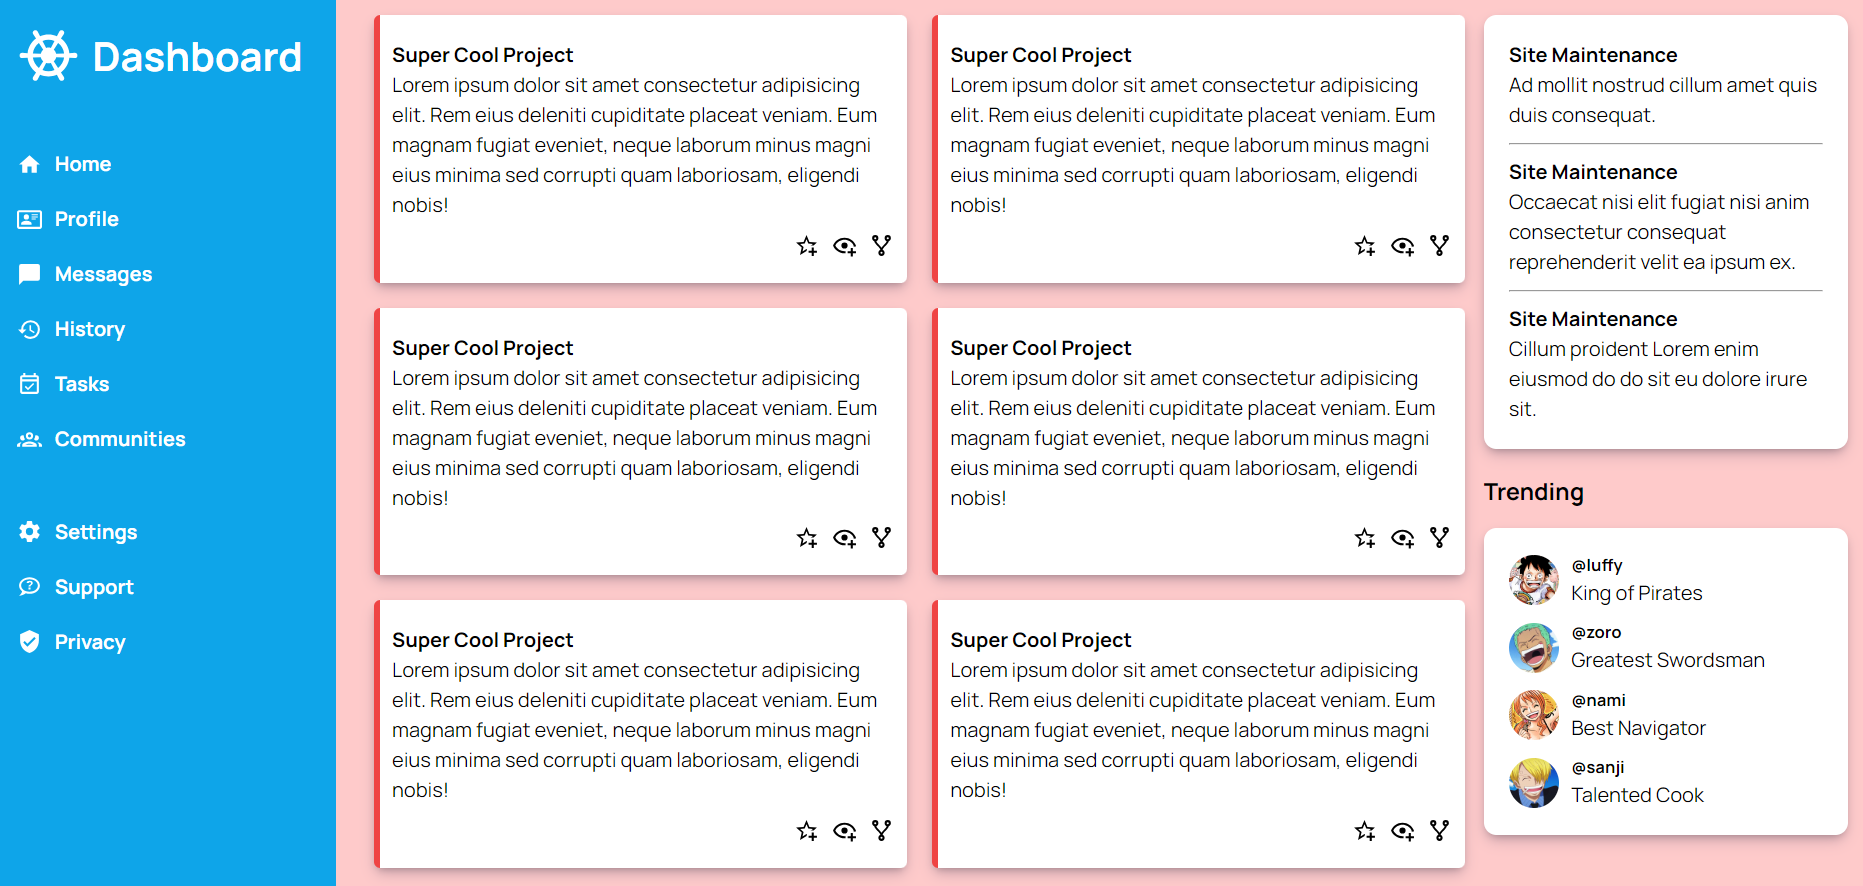 Dashboard
Home
Profile
Messages
History
Tasks
Communities
Settings
Support
Privacy
Super Cool Project
Lorem ipsum dolor sit amet consectetur adipisicing
elit. Rem eius deleniti cupiditate placeat veniam. Eum
magnam fugiat eveniet, neque laborum minus magni
eius minima sed corrupti quam laboriosam, eligendi
nobis!
Super Cool Project
Lorem ipsum dolor sit amet consectetur adipisicing
elit. Rem eius deleniti cupiditate placeat veniam. Eum
magnam fugiat eveniet, neque laborum minus magni
eius minima sed corrupti quam laboriosam, eligendi
nobis!
Super Cool Project
Lorem ipsum dolor sit amet consectetur adipisicing
elit. Rem eius deleniti cupiditate placeat veniam. Eum
magnam fugiat eveniet, neque laborum minus magni
eius minima sed corrupti quam laboriosam, eligendi
nobis!
Super Cool Project
Lorem ipsum dolor sit amet consectetur adipisicing
elit. Rem eius deleniti cupiditate placeat veniam. Eum
magnam fugiat eveniet, neque laborum minus magni
eius minima sed corrupti quam laboriosam, eligendi
nobis!
Super Cool Project
Lorem ipsum dolor sit amet consectetur adipisicing
elit. Rem eius deleniti cupiditate placeat veniam. Eum
magnam fugiat eveniet, neque laborum minus magni
eius minima sed corrupti quam laboriosam, eligendi
nobis!
Super Cool Project
Lorem ipsum dolor sit amet consectetur adipisicing
elit. Rem eius deleniti cupiditate placeat veniam. Eum
magnam fugiat eveniet, neque laborum minus magni
eius minima sed corrupti quam laboriosam, eligendi
nobis!
Site Maintenance
Ad mollit nostrud cillum amet quis
duis consequat.
Site Maintenance
Occaecat nisi elit fugiat nisi anim
consectetur consequat
reprehenderit velit ea ipsum ex.
Site Maintenance
Cillum proident Lorem enim
eiusmod do do sit eu dolore irure
sit.
Trending
@luffy
King of Pirates
@zoro
Greatest Swordsman
@nami
Best Navigator
@sanji
Talented Cook